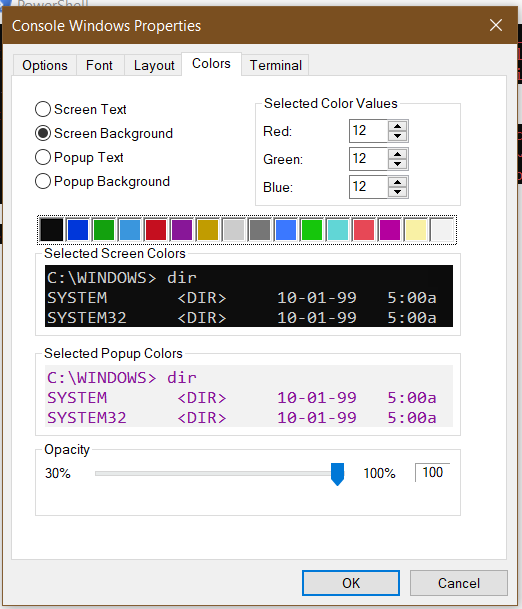 PowerShell
Console Windows Properties
Options Font Layout Colors Terminal
Screen Text
Screen Background
Popup Text
Popup Background
Selected Color Values
Red: 12
Green: 12
Blue: 12
Selected Screen Colors
C:\WINDOWS> dir
SYSTEM <DIR> 10-01-99 5:00a
SYSTEM32 <DIR> 10-01-99 5:00a
Selected Popup Colors
C:\WINDOWS> dir
SYSTEM <DIR> 10-01-99 5:00a
SYSTEM32 <DIR> 10-01-99 5:00a
Opacity
30% 100% 100
OK Cancel